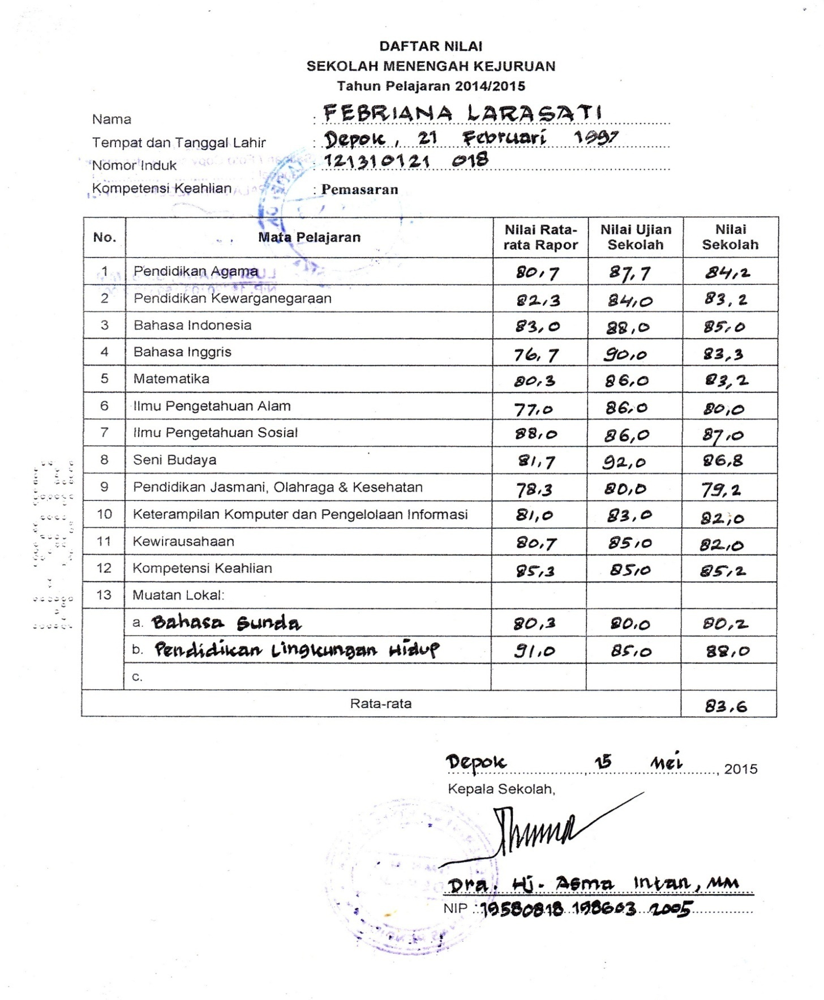 DAFTAR NILAI
SEKOLAH MENENGAH KEJURUAN
Tahun Pelajaran 2014/2015
Nama : FEBRIANA LARASATI
Tempat dan Tanggal Lahir : Depok, 21 Februari 1997
Nomor Induk : 121310121 018
Kompetensi Keahlian : Pemasaran
No. Mata Pelajaran Nilai Rata-rata Rapor Nilai Ujian Sekolah Nilai Sekolah
1 Pendidikan Agama 80,7 87,7 84,2
2 Pendidikan Kewarganegaraan 82,3 84,0 83,2
3 Bahasa Indonesia 83,0 88,0 85,0
4 Bahasa Inggris 76,7 90,0 83,3
5 Matematika 80,3 86,0 83,2
6 Ilmu Pengetahuan Alam 77,0 86,0 80,0
7 Ilmu Pengetahuan Sosial 88,0 86,0 87,0
8 Seni Budaya 81,7 92,0 86,8
9 Pendidikan Jasmani, Olahraga & Kesehatan 78,3 80,0 79,2
10 Keterampilan Komputer dan Pengelolaan Informasi 81,0 83,0 82,0
11 Kewirausahaan 80,7 85,0 82,0
12 Kompetensi Keahlian 85,3 85,0 85,2
13 Muatan Lokal:
a. Bahasa Sunda 80,3 80,0 80,2
b. Pendidikan Lingkungan Hidup 91,0 85,0 88,0
c.
Rata-rata 83,6
Depok, 15 Mei, 2015
Kepala Sekolah,
Dra. Hj. Asma Intan, MM
NIP : 19580818 198603 2005